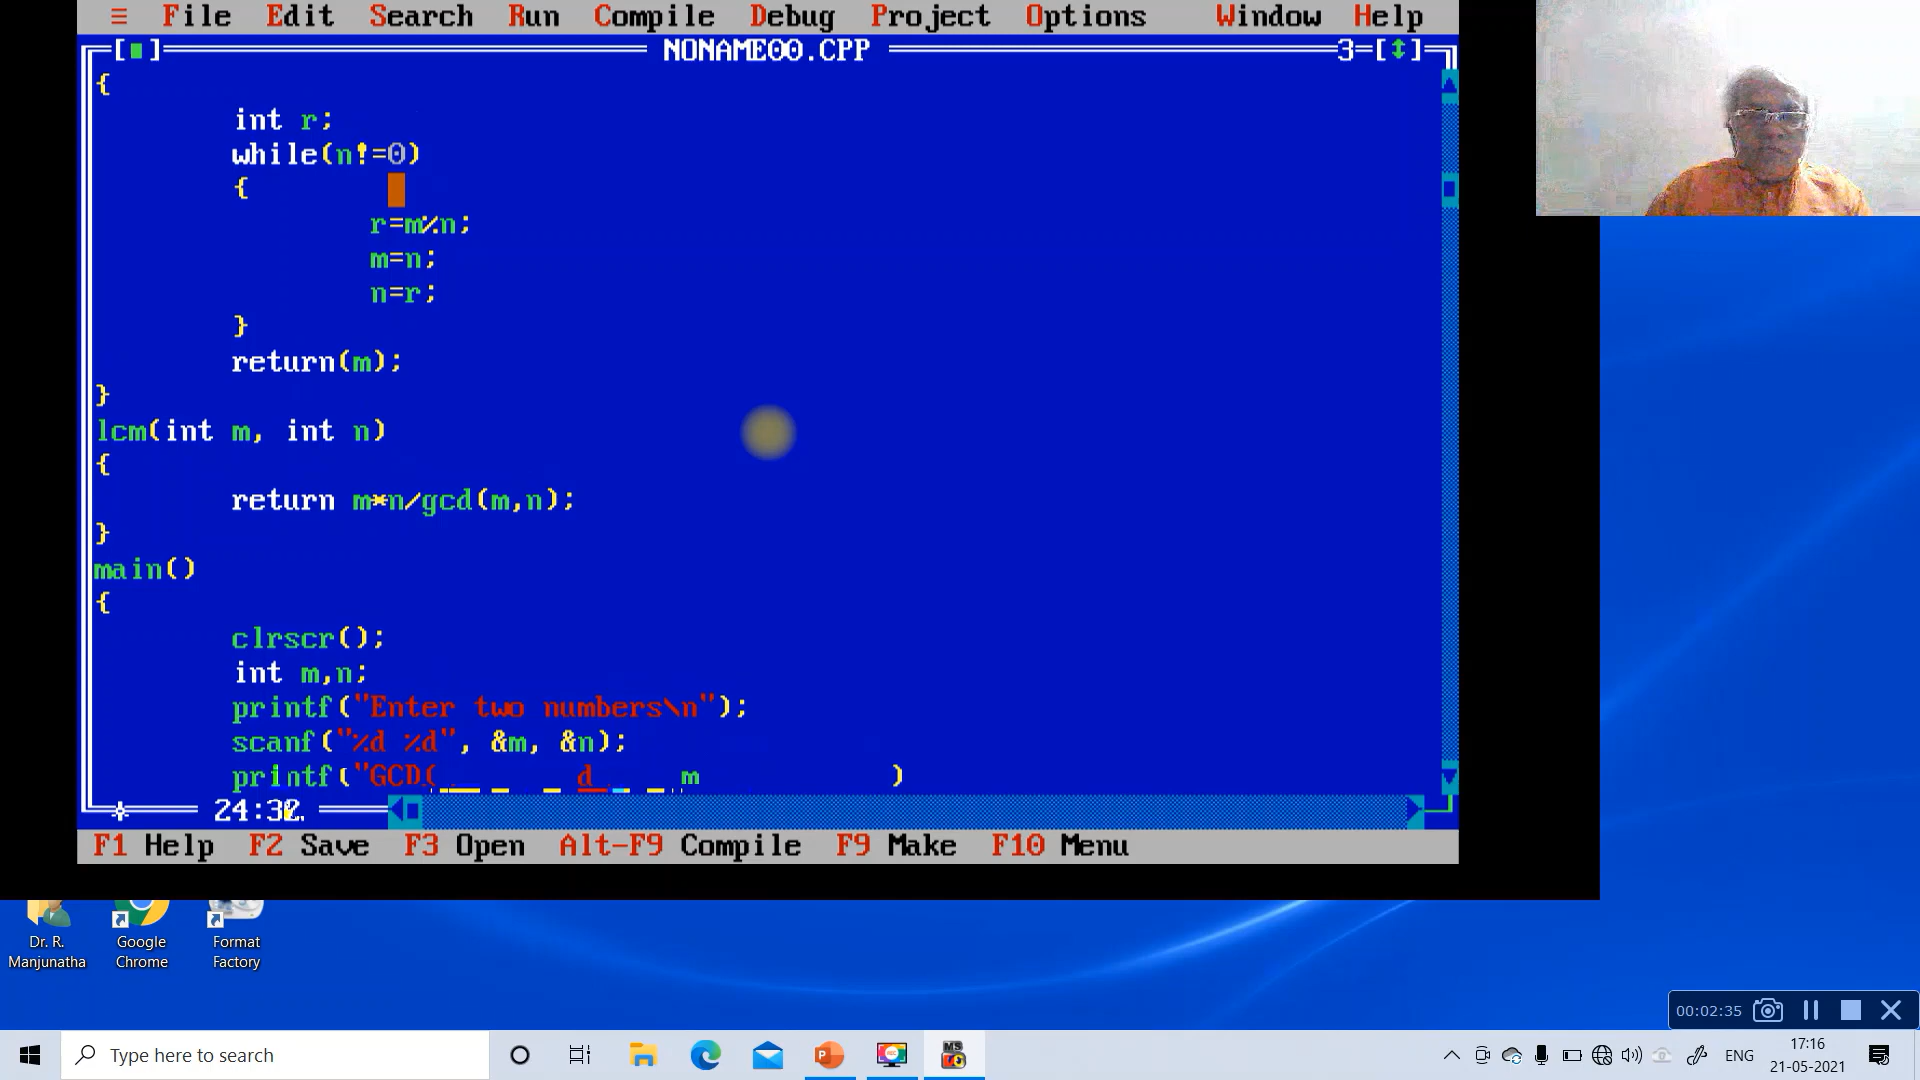 ≡ File Edit Search Run Compile Debug Project Options Window Help
[■] NONAME00.CPP 3=[↕]
{
int r;
while(n!=0)
{
r=m%n;
m=n;
n=r;
}
return(m);
}
lcm(int m, int n)
{
return m*n/gcd(m,n);
}
main()
{
clrscr();
int m,n;
printf("Enter two numbers\n");
scanf("%d %d", &m, &n);
printf("GCD( d m )
F1 Help F2 Save F3 Open Alt-F9 Compile F9 Make F10 Menu
Dr. R. Manjunatha
Google Chrome
Format Factory
00:02:35
Type here to search
MS
ENG
17:16
21-05-2021